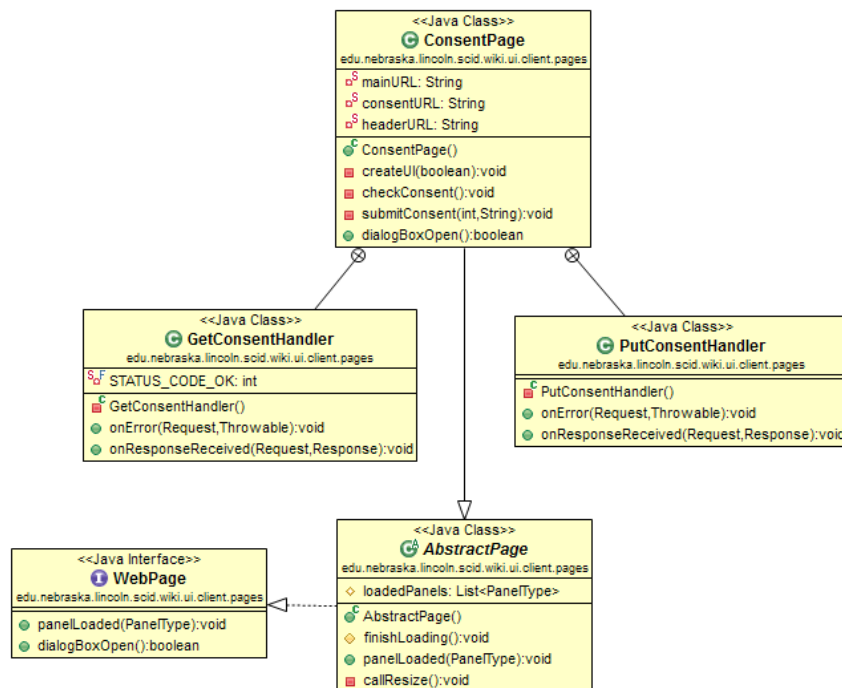 <<Java Class>>
C ConsentPage
edu.nebraska.lincoln.scid.wiki.ui.client.pages
S mainURL: String
S consentURL: String
S headerURL: String
C ConsentPage()
createUI(boolean):void
checkConsent():void
submitConsent(int,String):void
dialogBoxOpen():boolean
<<Java Class>>
C GetConsentHandler
edu.nebraska.lincoln.scid.wiki.ui.client.pages
S F STATUS_CODE_OK: int
C GetConsentHandler()
onError(Request,Throwable):void
onResponseReceived(Request,Response):void
<<Java Class>>
C PutConsentHandler
edu.nebraska.lincoln.scid.wiki.ui.client.pages
C PutConsentHandler()
onError(Request,Throwable):void
onResponseReceived(Request,Response):void
<<Java Class>>
C A AbstractPage
edu.nebraska.lincoln.scid.wiki.ui.client.pages
loadedPanels: List<PanelType>
C AbstractPage()
finishLoading():void
panelLoaded(PanelType):void
callResize():void
<<Java Interface>>
I WebPage
edu.nebraska.lincoln.scid.wiki.ui.client.pages
panelLoaded(PanelType):void
dialogBoxOpen():boolean